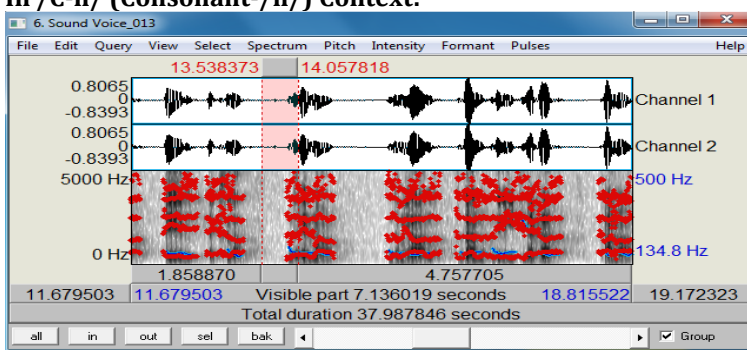 in /C-h/ (Consonant-/h/) Context.
6. Sound Voice_013
File Edit Query View Select Spectrum Pitch Intensity Formant Pulses Help
13.538373 14.057818
0.8065
0
-0.8393
Channel 1
0.8065
0
-0.8393
Channel 2
5000 Hz 500 Hz
0 Hz 134.8 Hz
1.858870 4.757705
11.679503 11.679503 Visible part 7.136019 seconds 18.815522 19.172323
Total duration 37.987846 seconds
all in out sel bak Group